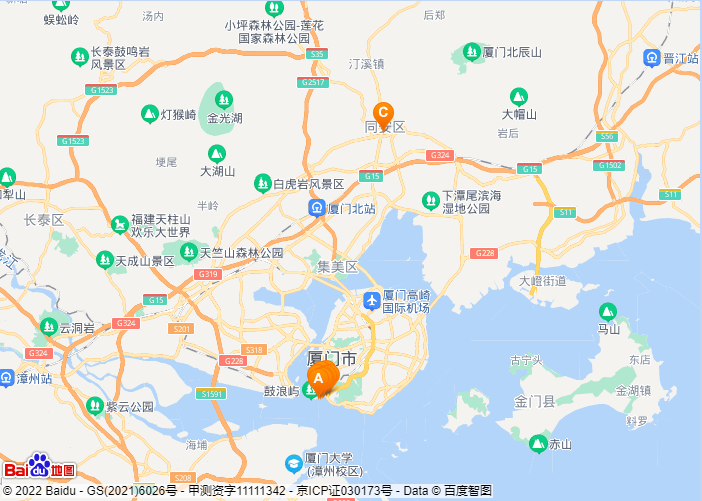 蜈蚣岭
汤内
后郑
小坪森林公园-莲花
国家森林公园
长泰鼓鸣岩
风景区
S35
汀溪镇
厦门北辰山
晋江站
G1523
G2517
灯猴崎
金光湖
C
大帽山
同安区
岩后
G1523
S56
埂尾
大湖山
G324
G15
G1502
G15
白虎岩风景区
下潭尾滨海
湿地公园
S11
半岭
厦门北站
S11
长泰区
福建天柱山
欢乐大世界
天竺山森林公园
G228
天成山景区
G319
集美区
大嶝街道
G15
厦门高崎
国际机场
马山
云洞岩
G324
S201
G324
S318
G228
厦门市
古宁头
东店
漳州站
A
鼓浪屿
S1591
金湖镇
金门县
紫云公园
料罗
海埔
赤山
厦门大学
(漳州校区)
Baidu地图
© 2022 Baidu - GS(2021)6026号 - 甲测资字11111342 - 京ICP证030173号 - Data © 百度智图